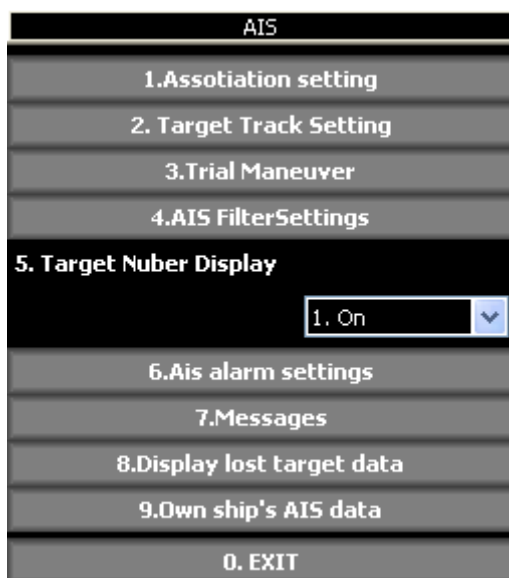 AIS
1.Assotiation setting
2. Target Track Setting
3.Trial Maneuver
4.AIS FilterSettings
5. Target Nuber Display
1. On
6.Ais alarm settings
7.Messages
8.Display lost target data
9.Own ship's AIS data
0. EXIT